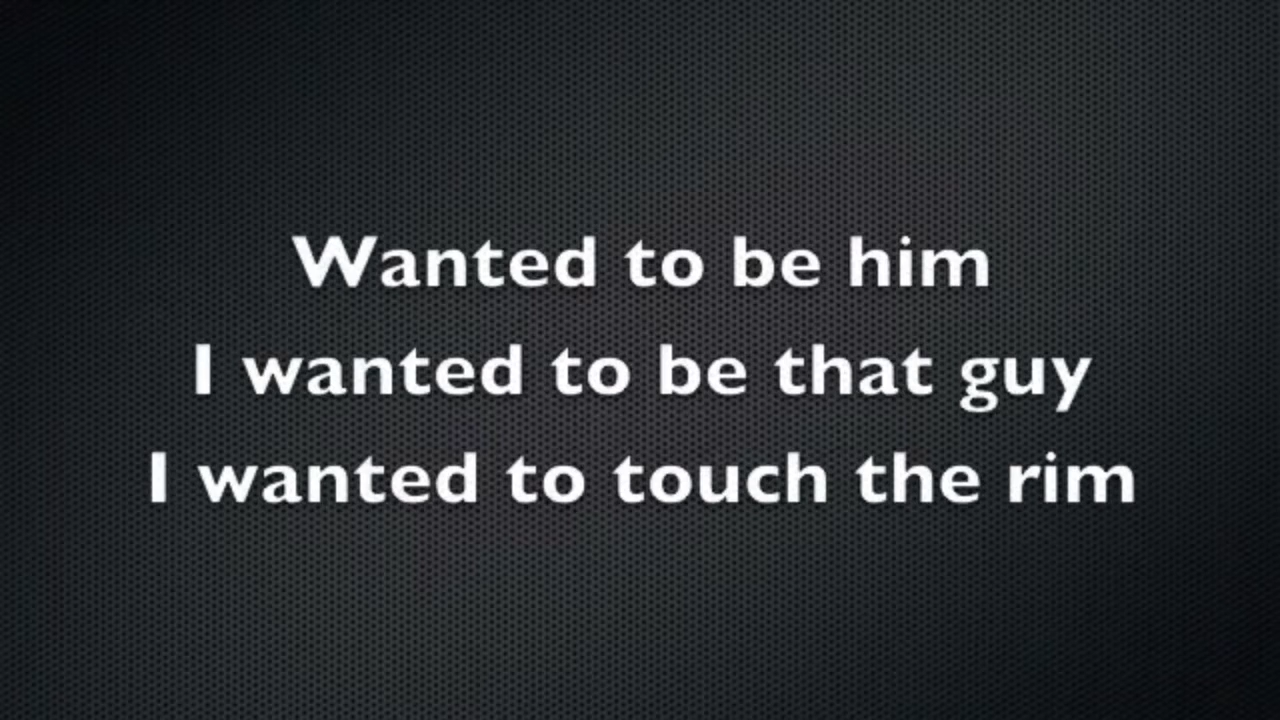 Wanted to be him
I wanted to be that guy
I wanted to touch the rim